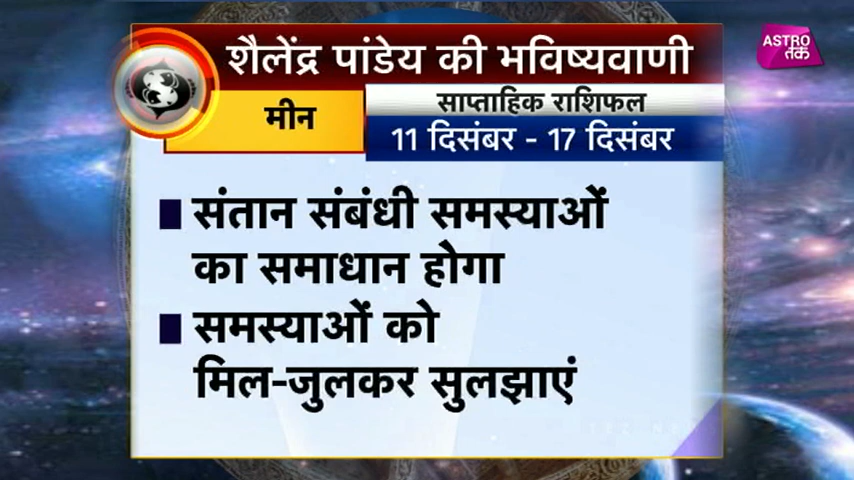 शैलेंद्र पांडेय की भविष्यवाणी
ASTRO
तक
मीन
साप्ताहिक राशिफल
11 दिसंबर - 17 दिसंबर
संतान संबंधी समस्याओं
का समाधान होगा
समस्याओं को
मिल-जुलकर सुलझाएं